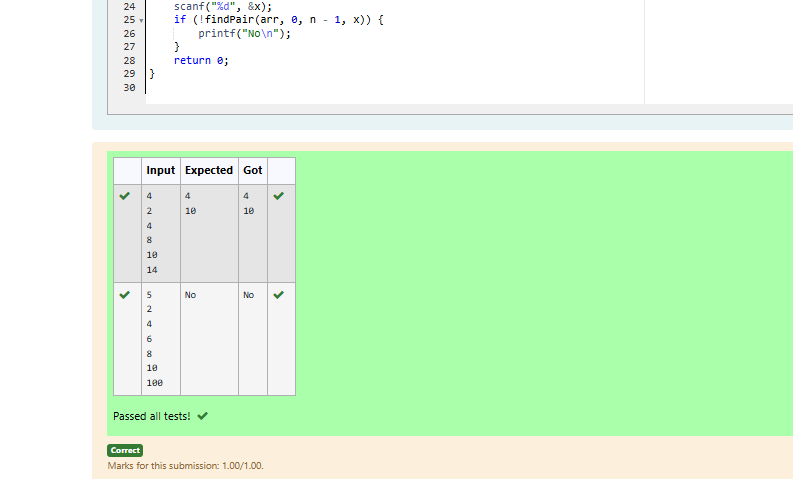 24 scanf("%d", &x);
25 if (!findPair(arr, 0, n - 1, x)) {
26 printf("No\n");
27 }
28 return 0;
29 }
30
Input Expected Got
4 4 4
2 10 10
4
8
10
14
5 No No
2
4
6
8
10
100
Passed all tests!
Correct
Marks for this submission: 1.00/1.00.